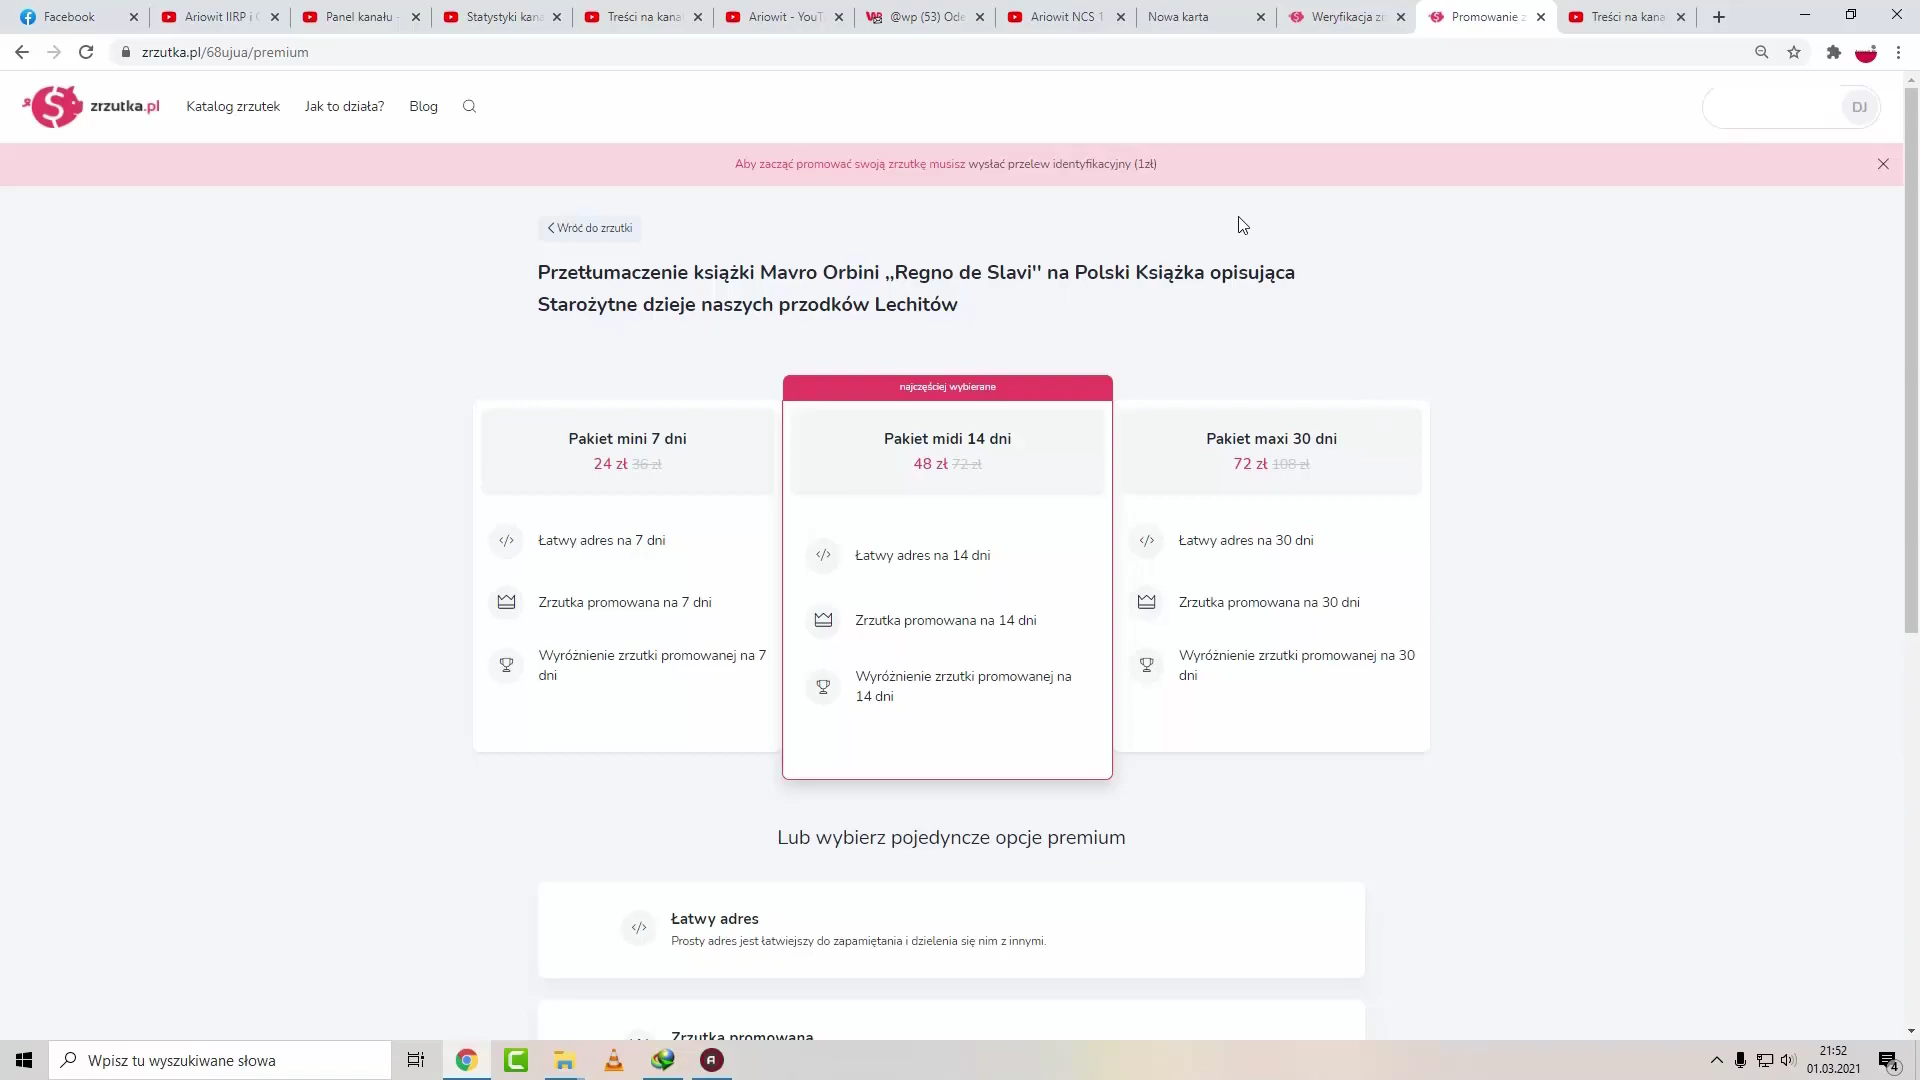 Facebook
Ariowit IIRP i
Panel kanału -
Statystyki kana
Treści na kana
Ariowit - YouT
@wp (53) Ode
Ariowit NCS 1
Nowa karta
Weryfikacja zr
Promowanie z
Treści na kana
zrzutka.pl/68ujua/premium
zrzutka.pl
Katalog zrzutek
Jak to działa?
Blog
DJ
Aby zacząć promować swoją zrzutkę musisz wysłać przelew identyfikacyjny (1zł)
Wróć do zrzutki
Przetłumaczenie książki Mavro Orbini ,,Regno de Slavi'' na Polski Książka opisująca
Starożytne dzieje naszych przodków Lechitów
najczęściej wybierane
Pakiet mini 7 dni
24 zł 36 zł
Łatwy adres na 7 dni
Zrzutka promowana na 7 dni
Wyróżnienie zrzutki promowanej na 7
dni
Pakiet midi 14 dni
48 zł 72 zł
Łatwy adres na 14 dni
Zrzutka promowana na 14 dni
Wyróżnienie zrzutki promowanej na
14 dni
Pakiet maxi 30 dni
72 zł 108 zł
Łatwy adres na 30 dni
Zrzutka promowana na 30 dni
Wyróżnienie zrzutki promowanej na 30
dni
Lub wybierz pojedyncze opcje premium
Łatwy adres
Prosty adres jest łatwiejszy do zapamiętania i dzielenia się nim z innymi.
Zrzutka promowana
Wpisz tu wyszukiwane słowa
21:52
01.03.2021
4